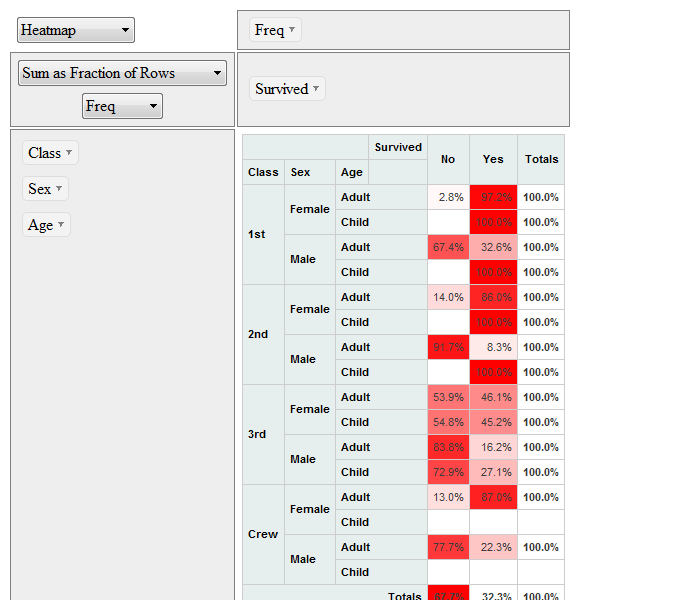 Heatmap
Freq ▾
Sum as Fraction of Rows
Freq
Survived ▾
Class ▾
Sex ▾
Age ▾
Survived No Yes Totals
Class Sex Age
1st Female Adult 2.8% 97.2% 100.0%
Child 100.0% 100.0%
Male Adult 67.4% 32.6% 100.0%
Child 100.0% 100.0%
2nd Female Adult 14.0% 86.0% 100.0%
Child 100.0% 100.0%
Male Adult 91.7% 8.3% 100.0%
Child 100.0% 100.0%
3rd Female Adult 53.9% 46.1% 100.0%
Child 54.8% 45.2% 100.0%
Male Adult 83.8% 16.2% 100.0%
Child 72.9% 27.1% 100.0%
Crew Female Adult 13.0% 87.0% 100.0%
Child
Male Adult 77.7% 22.3% 100.0%
Child
Totals 67.7% 32.3% 100.0%